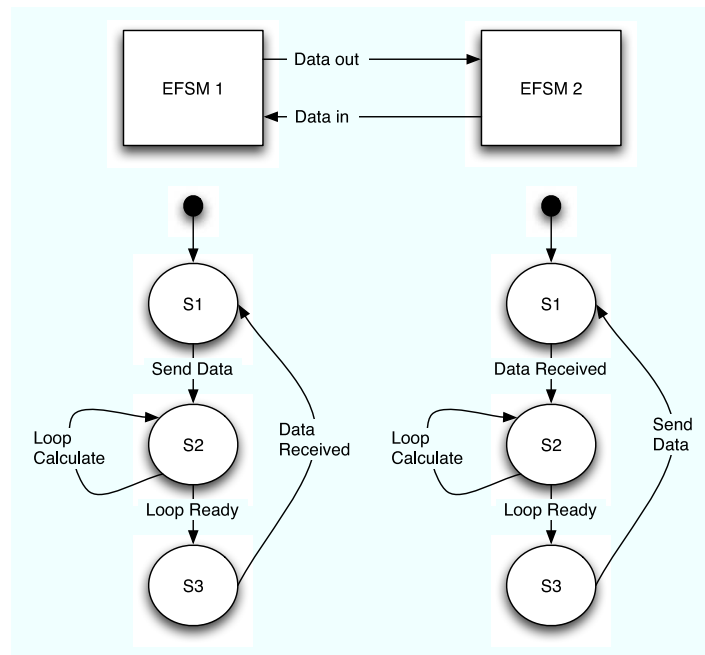 EFSM 1
Data out
EFSM 2
Data in
S1
Send Data
S2
Loop
Calculate
Data
Received
Loop Ready
S3
S1
Data Received
S2
Loop
Calculate
Send
Data
Loop Ready
S3